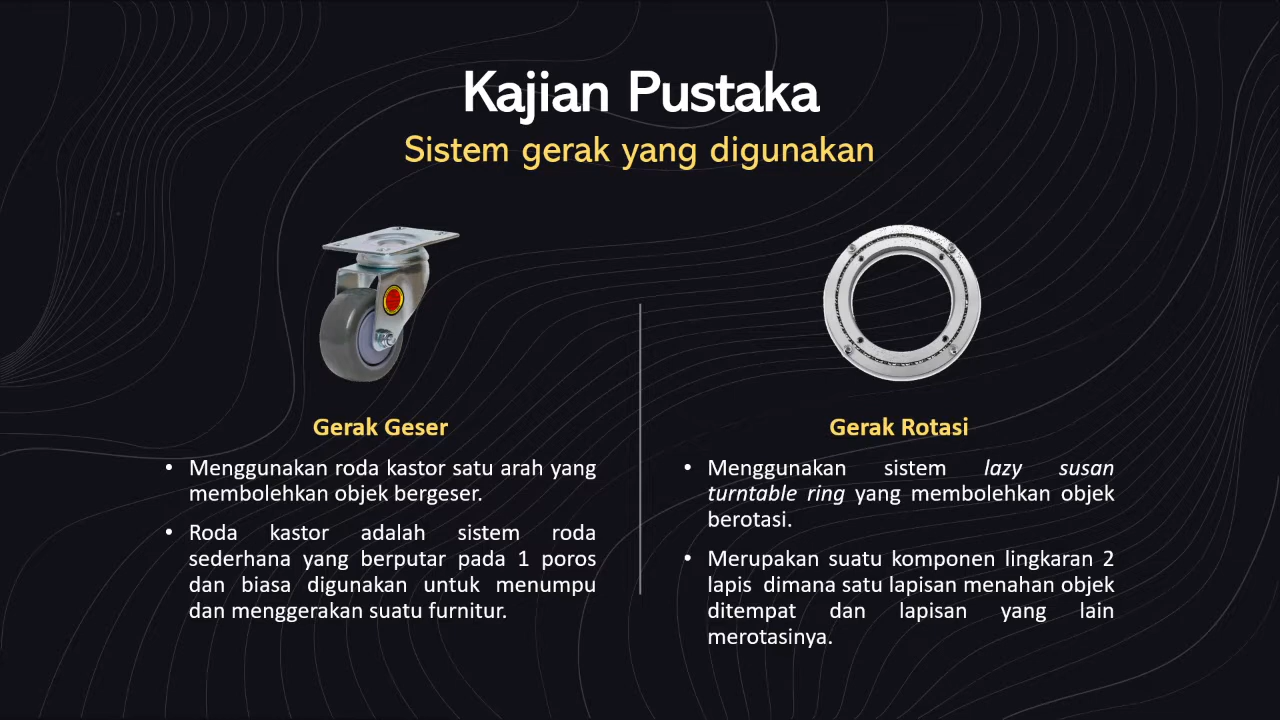 Kajian Pustaka
Sistem gerak yang digunakan
Gerak Geser
• Menggunakan roda kastor satu arah yang
membolehkan objek bergeser.
• Roda kastor adalah sistem roda
sederhana yang berputar pada 1 poros
dan biasa digunakan untuk menumpu
dan menggerakan suatu furnitur.
Gerak Rotasi
• Menggunakan sistem lazy susan
turntable ring yang membolehkan objek
berotasi.
• Merupakan suatu komponen lingkaran 2
lapis dimana satu lapisan menahan objek
ditempat dan lapisan yang lain
merotasinya.